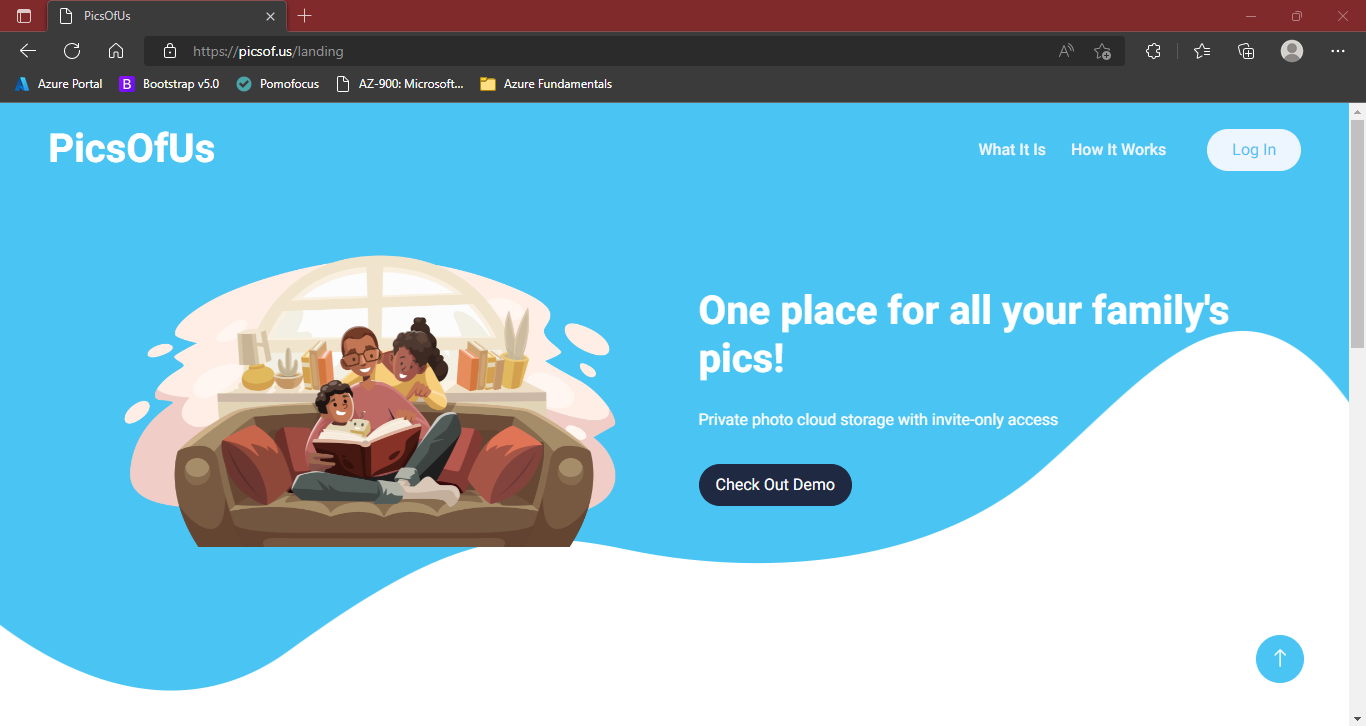 PicsOfUs
https://picsof.us/landing
Azure Portal
B Bootstrap v5.0
Pomofocus
AZ-900: Microsoft...
Azure Fundamentals
PicsOfUs
What It Is
How It Works
Log In
One place for all your family's
pics!
Private photo cloud storage with invite-only access
Check Out Demo